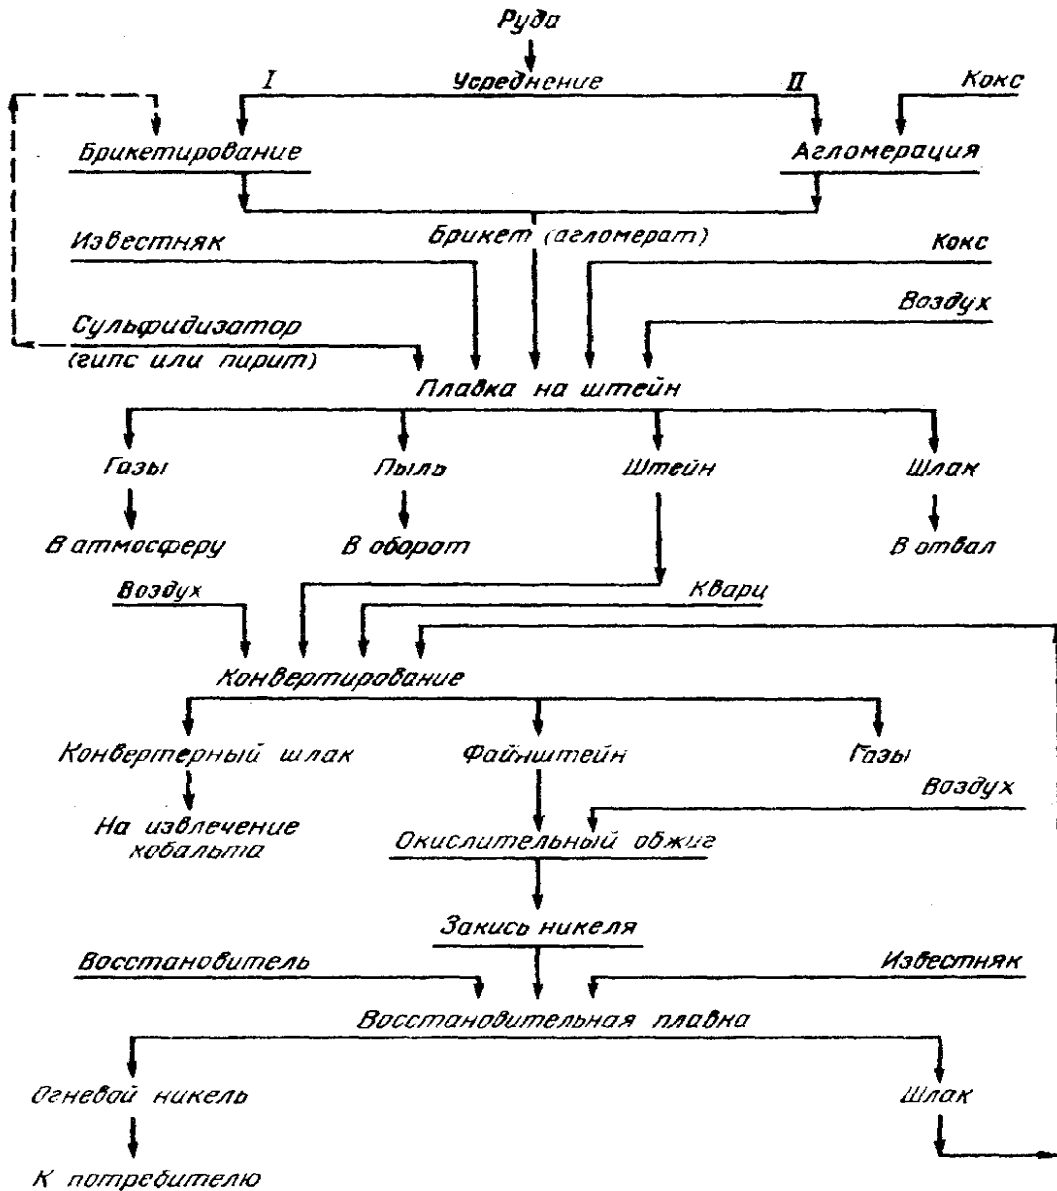 Руда
I Усреднение II Кокс
Брикетирование Агломерация
Брикет (агломерат)
Известняк Кокс
Воздух
Сульфидизатор
(гипс или пирит)
Плавка на штейн
Газы Пыль Штейн Шлак
В атмосферу В оборот В отвал
Воздух Кварц
Конвертирование
Конвертерный шлак Файнштейн Газы
Воздух
На извлечение
кобальта
Окислительный обжиг
Закись никеля
Восстановитель Известняк
Восстановительная плавка
Огневой никель Шлак
К потребителю